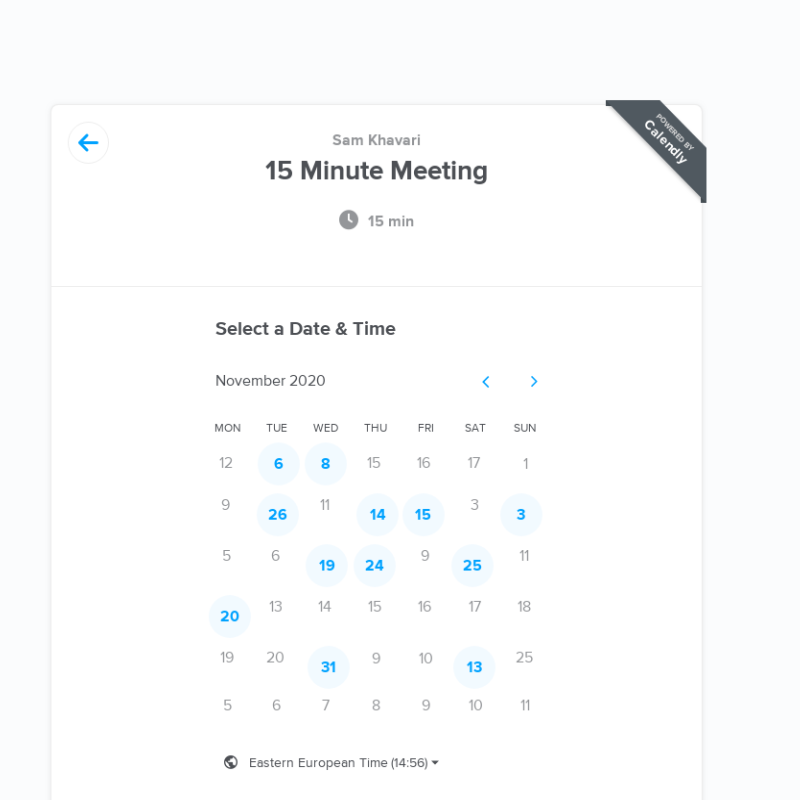 POWERED BY
Calendly
Sam Khavari
15 Minute Meeting
15 min
Select a Date & Time
November 2020
MON TUE WED THU FRI SAT SUN
12 6 8 15 16 17 1
9 26 11 14 15 3 3
5 6 19 24 9 25 11
20 13 14 15 16 17 18
19 20 31 9 10 13 25
5 6 7 8 9 10 11
Eastern European Time (14:56)